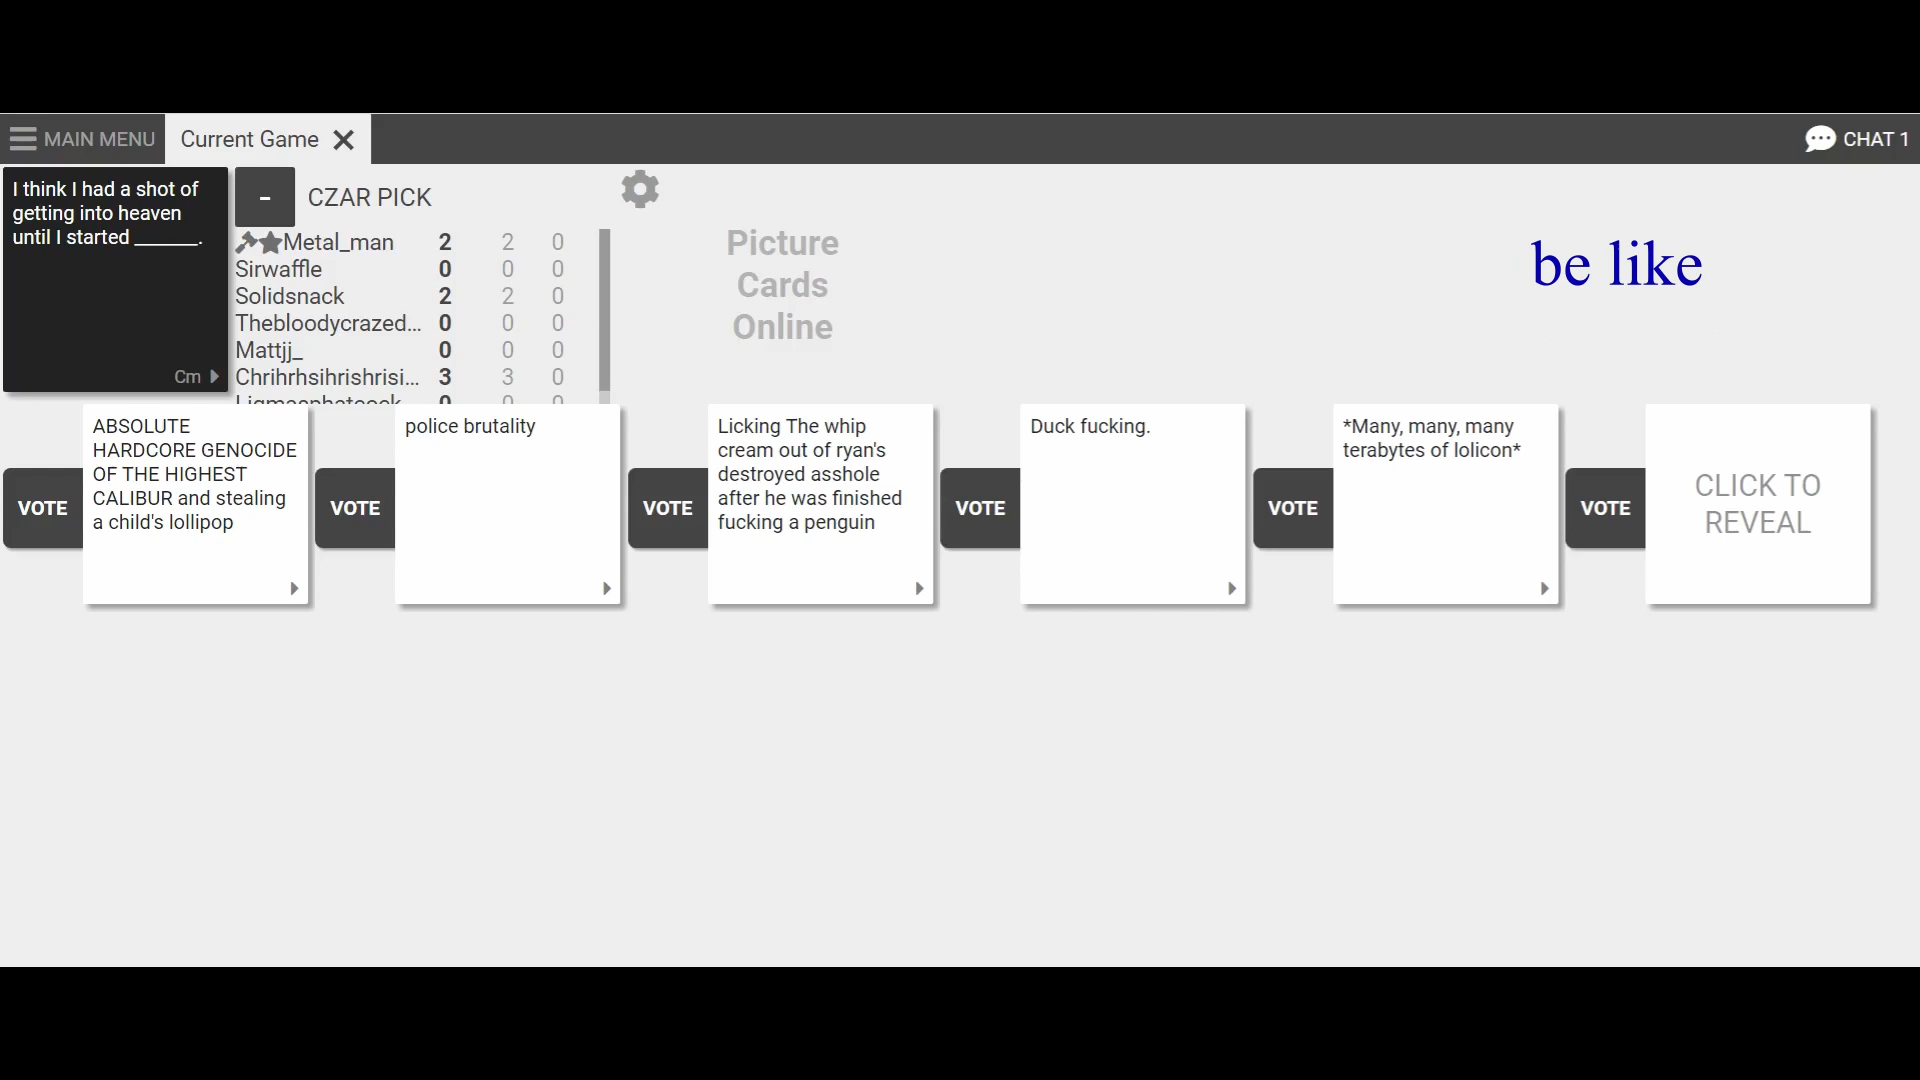 MAIN MENU
Current Game
CHAT 1
I think I had a shot of
getting into heaven
until I started ______.
Cm
-
CZAR PICK
Metal_man 2 2 0
Sirwaffle 0 0 0
Solidsnack 2 2 0
Thebloodycrazed... 0 0 0
Mattjj_ 0 0 0
Chrihrhsihrishrisi... 3 3 0
Picture
Cards
Online
be like
VOTE
ABSOLUTE
HARDCORE GENOCIDE
OF THE HIGHEST
CALIBUR and stealing
a child's lollipop
VOTE
police brutality
VOTE
Licking The whip
cream out of ryan's
destroyed asshole
after he was finished
fucking a penguin
VOTE
Duck fucking.
VOTE
*Many, many, many
terabytes of lolicon*
VOTE
CLICK TO
REVEAL